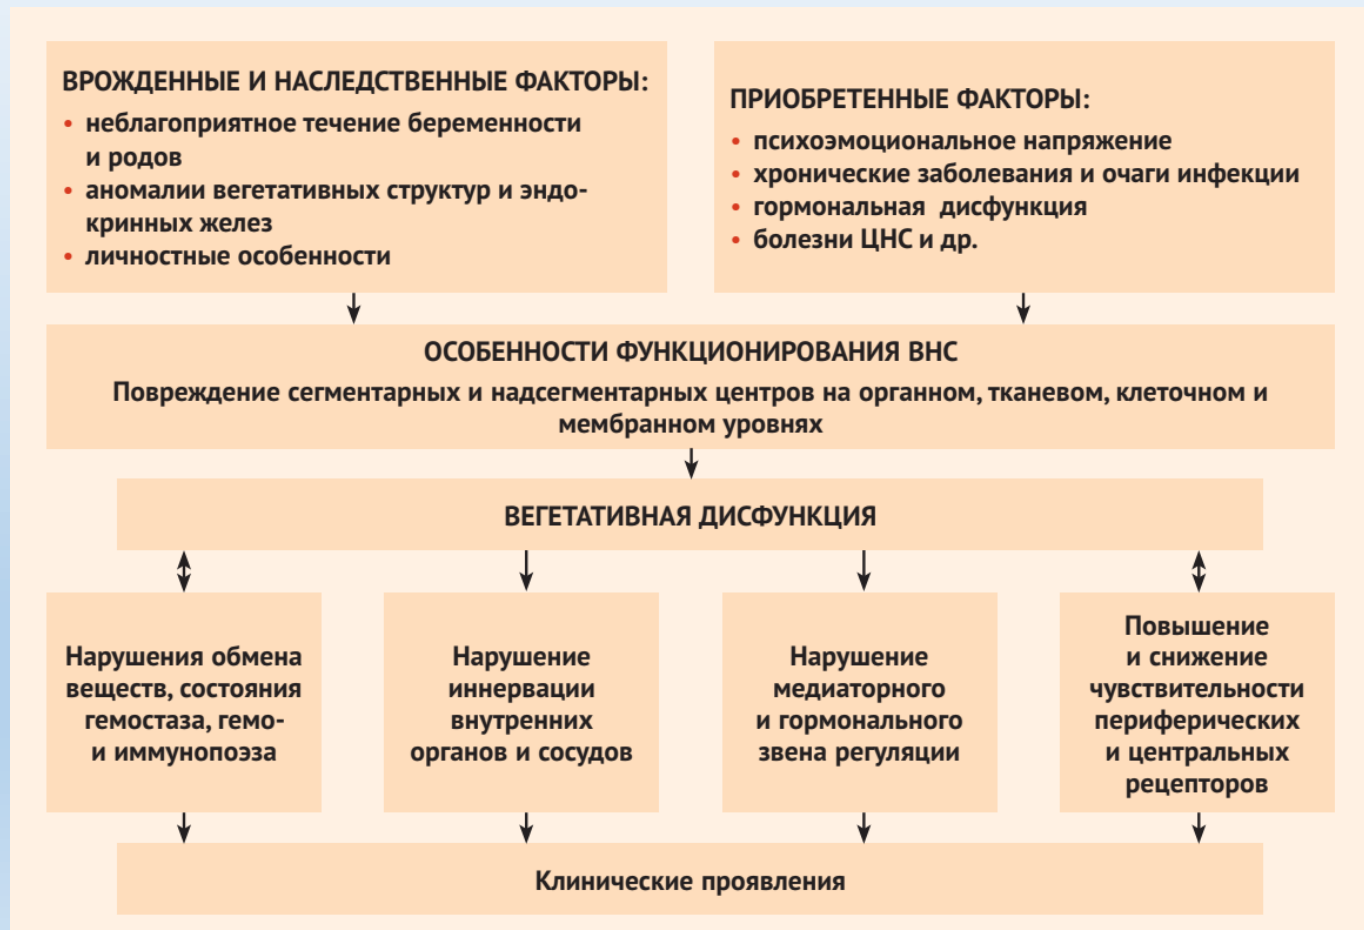 ВРОЖДЕННЫЕ И НАСЛЕДСТВЕННЫЕ ФАКТОРЫ:
• неблагоприятное течение беременности
и родов
• аномалии вегетативных структур и эндо-
кринных желез
• личностные особенности
ПРИОБРЕТЕННЫЕ ФАКТОРЫ:
• психоэмоциональное напряжение
• хронические заболевания и очаги инфекции
• гормональная дисфункция
• болезни ЦНС и др.
ОСОБЕННОСТИ ФУНКЦИОНИРОВАНИЯ ВНС
Повреждение сегментарных и надсегментарных центров на органном, тканевом, клеточном и
мембранном уровнях
ВЕГЕТАТИВНАЯ ДИСФУНКЦИЯ
Нарушения обмена
веществ, состояния
гемостаза, гемо-
и иммунопоэза
Нарушение
иннервации
внутренних
органов и сосудов
Нарушение
медиаторного
и гормонального
звена регуляции
Повышение
и снижение
чувствительности
периферических
и центральных
рецепторов
Клинические проявления